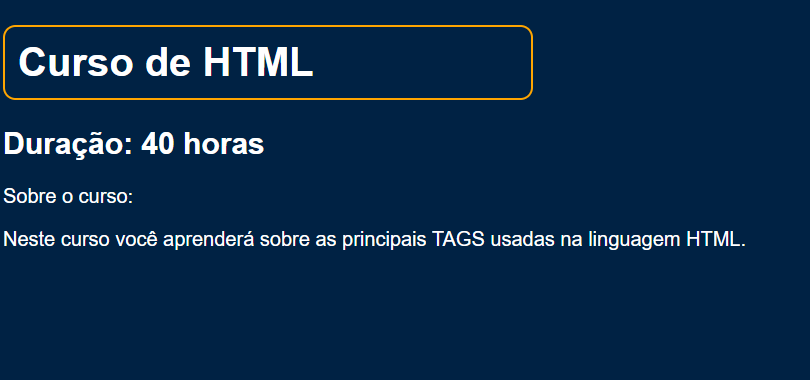 Curso de HTML
Duração: 40 horas
Sobre o curso:
Neste curso você aprenderá sobre as principais TAGS usadas na linguagem HTML.